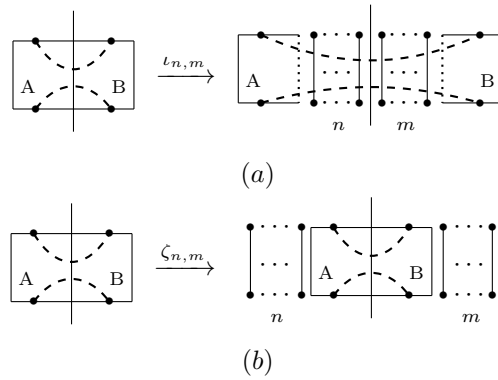 A B ι_{n,m} A B
n m
(a)
A B ζ_{n,m} A B
n m
(b)